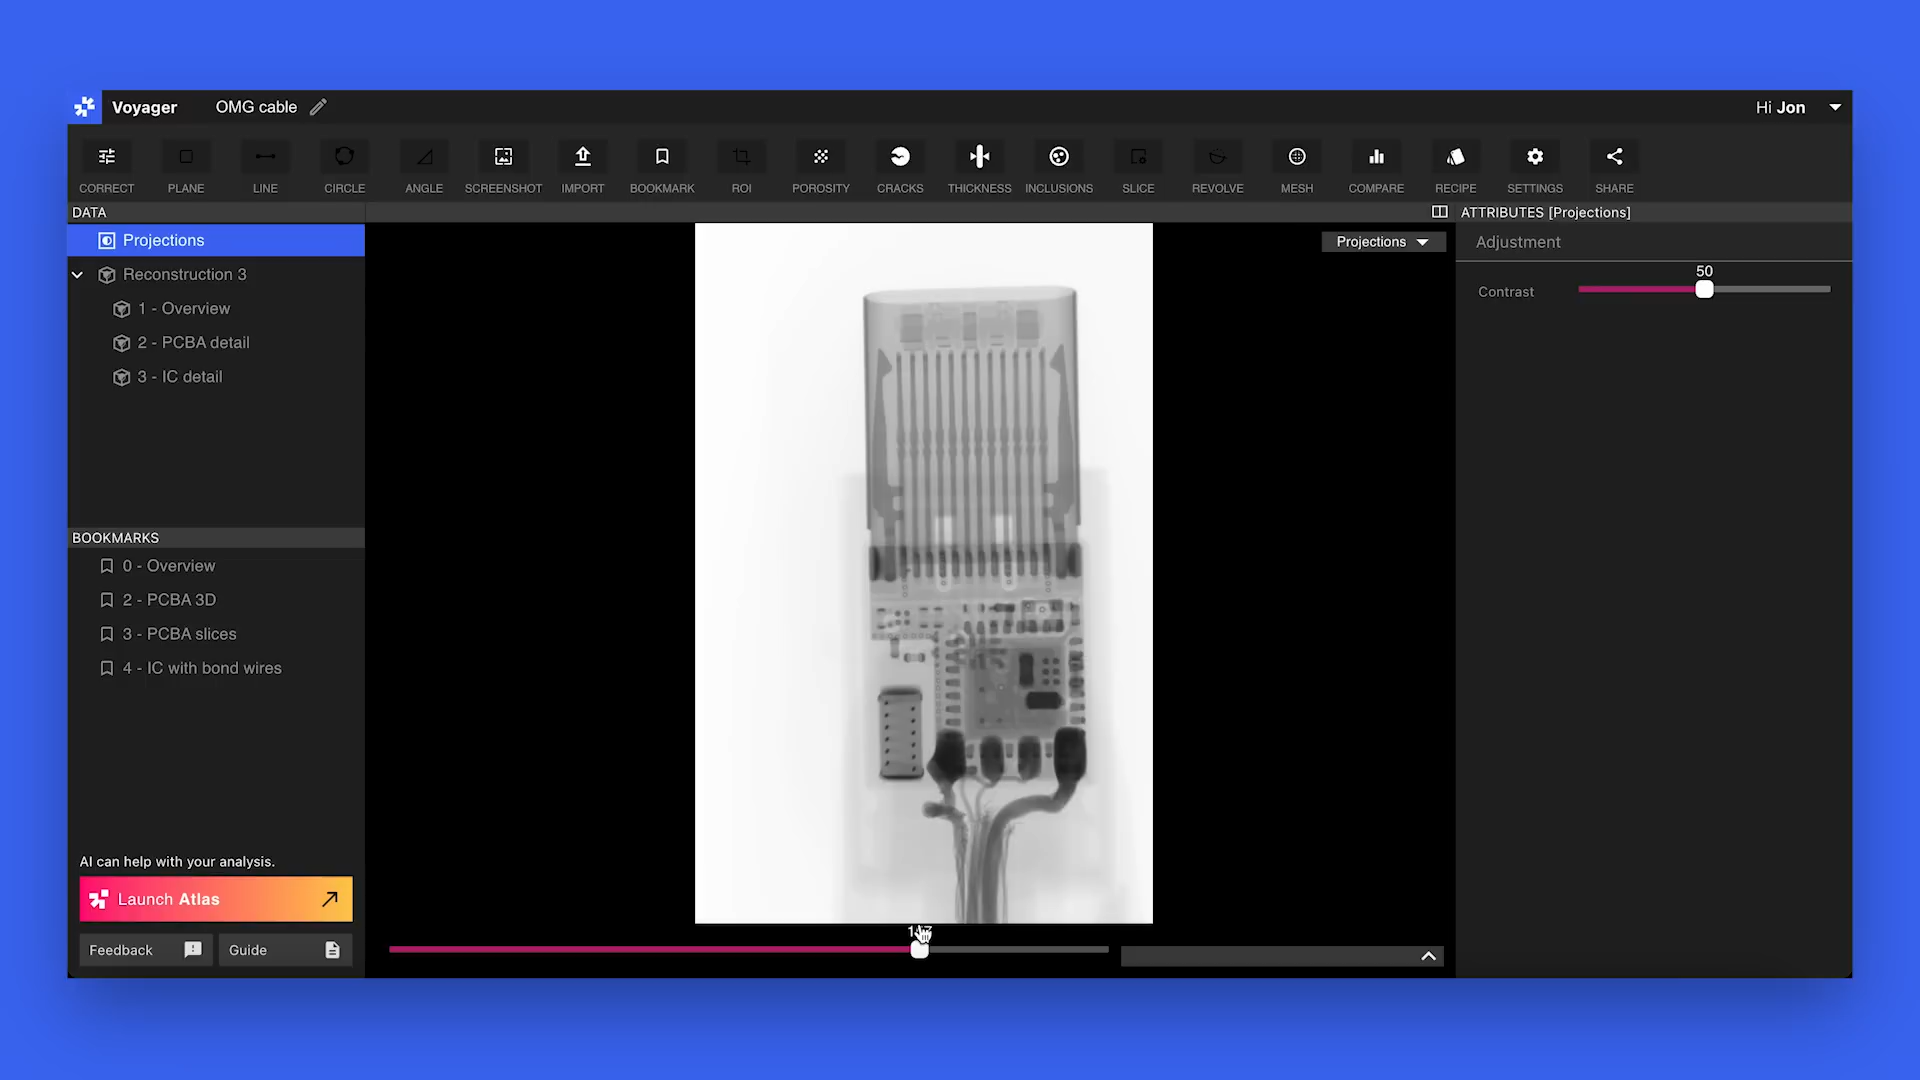 Voyager
OMG cable
Hi Jon
CORRECT
PLANE
LINE
CIRCLE
ANGLE
SCREENSHOT
IMPORT
BOOKMARK
ROI
POROSITY
CRACKS
THICKNESS
INCLUSIONS
SLICE
REVOLVE
MESH
COMPARE
RECIPE
SETTINGS
SHARE
DATA
Projections
Reconstruction 3
1 - Overview
2 - PCBA detail
3 - IC detail
BOOKMARKS
0 - Overview
2 - PCBA 3D
3 - PCBA slices
4 - IC with bond wires
AI can help with your analysis.
Launch Atlas
Feedback
Guide
Projections
ATTRIBUTES [Projections]
Adjustment
50
Contrast